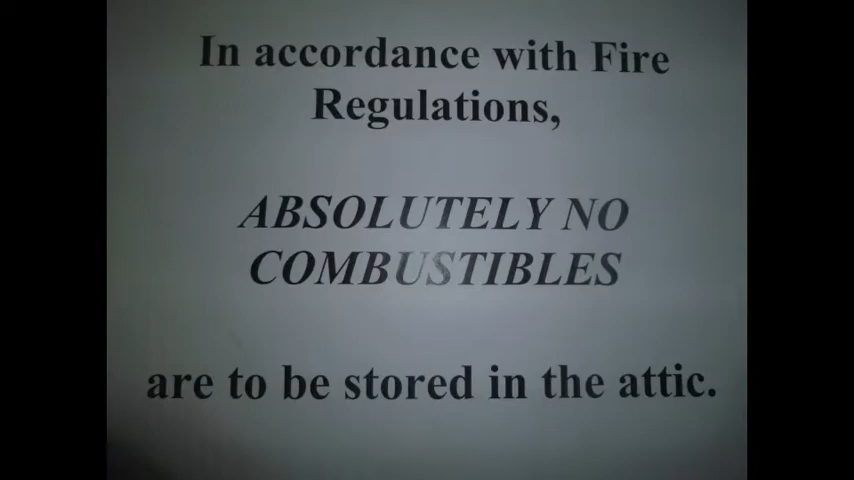 In accordance with Fire
Regulations,
ABSOLUTELY NO
COMBUSTIBLES
are to be stored in the attic.